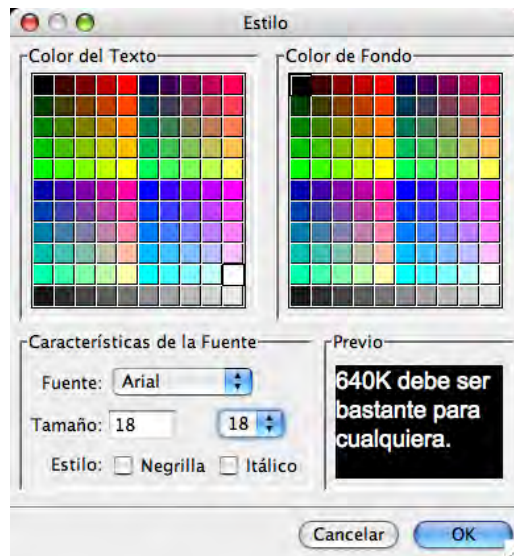 Estilo
Color del Texto
Color de Fondo
Características de la Fuente
Fuente: Arial
Tamaño: 18 18
Estilo: Negrilla Itálico
Previo
640K debe ser
bastante para
cualquiera.
Cancelar OK